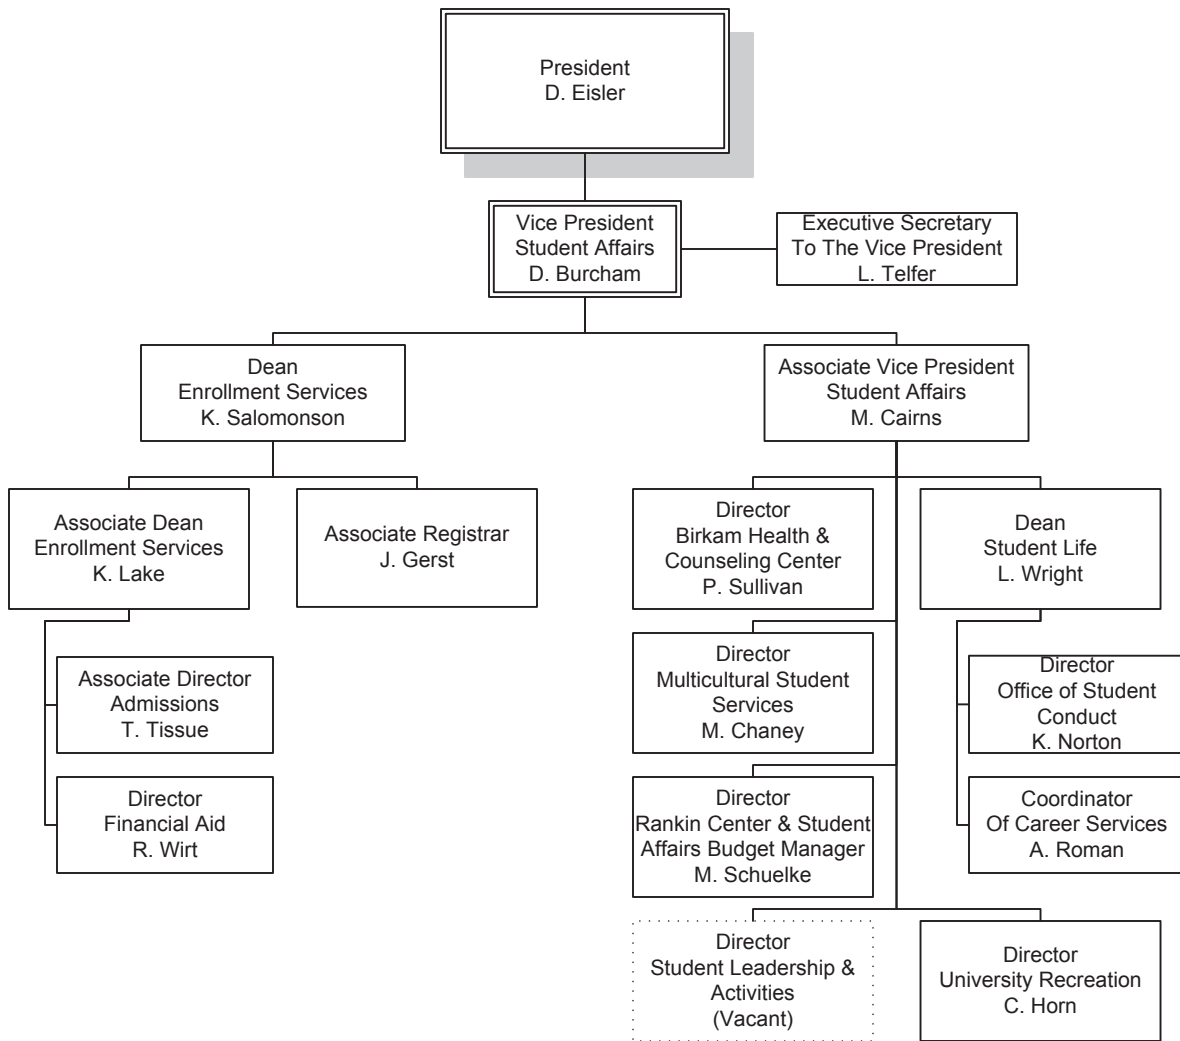 President
D. Eisler
Vice President
Student Affairs
D. Burcham
Executive Secretary
To The Vice President
L. Telfer
Dean
Enrollment Services
K. Salomonson
Associate Vice President
Student Affairs
M. Cairns
Associate Dean
Enrollment Services
K. Lake
Associate Registrar
J. Gerst
Director
Birkam Health &
Counseling Center
P. Sullivan
Dean
Student Life
L. Wright
Associate Director
Admissions
T. Tissue
Director
Multicultural Student
Services
M. Chaney
Director
Office of Student
Conduct
K. Norton
Director
Financial Aid
R. Wirt
Director
Rankin Center & Student
Affairs Budget Manager
M. Schuelke
Coordinator
Of Career Services
A. Roman
Director
Student Leadership &
Activities
(Vacant)
Director
University Recreation
C. Horn